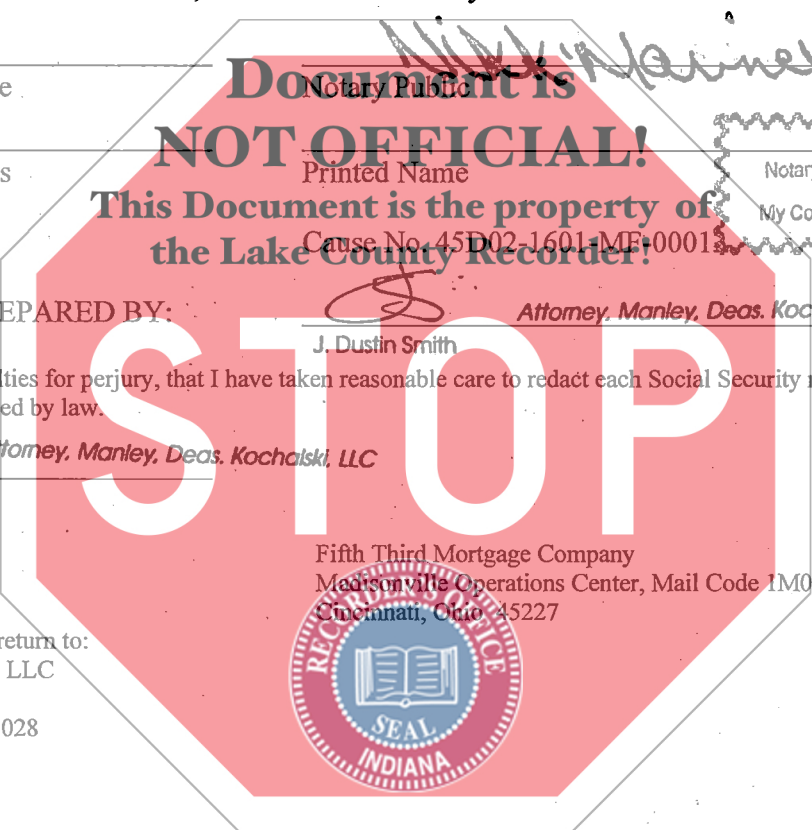 Document is
e
Notary Public
NOT OFFICIAL!
s
Printed Name
Notar
This Document is the property of
My Co
Cause No. 45D02-1601-MF-0001
the Lake County Recorder!
EPARED BY:
Attorney, Manley, Deas. Koc
J. Dustin Smith
lties for perjury, that I have taken reasonable care to redact each Social Security
ed by law.
ttorney, Manley, Deas. Kochalski, LLC
STOP
Fifth Third Mortgage Company
Madisonville Operations Center, Mail Code 1M0
Cincinnati, Ohio 45227
RECORDER'S OFFICE
return to:
LLC
SEAL
028
INDIANA